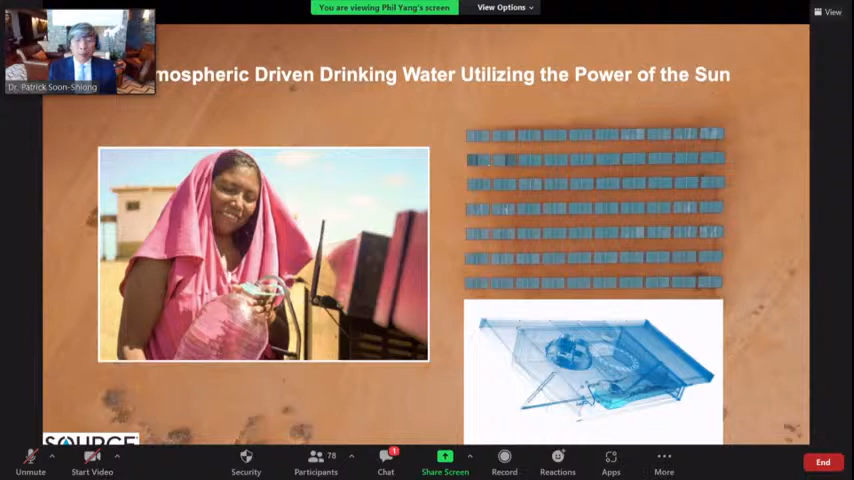 You are viewing Phil Yang's screen
View Options
View
Dr. Patrick Soon-Shiong
mospheric Driven Drinking Water Utilizing the Power of the Sun
SOURCE
Unmute
Start Video
Security
Participants
78
Chat
1
Share Screen
Record
Reactions
Apps
More
End